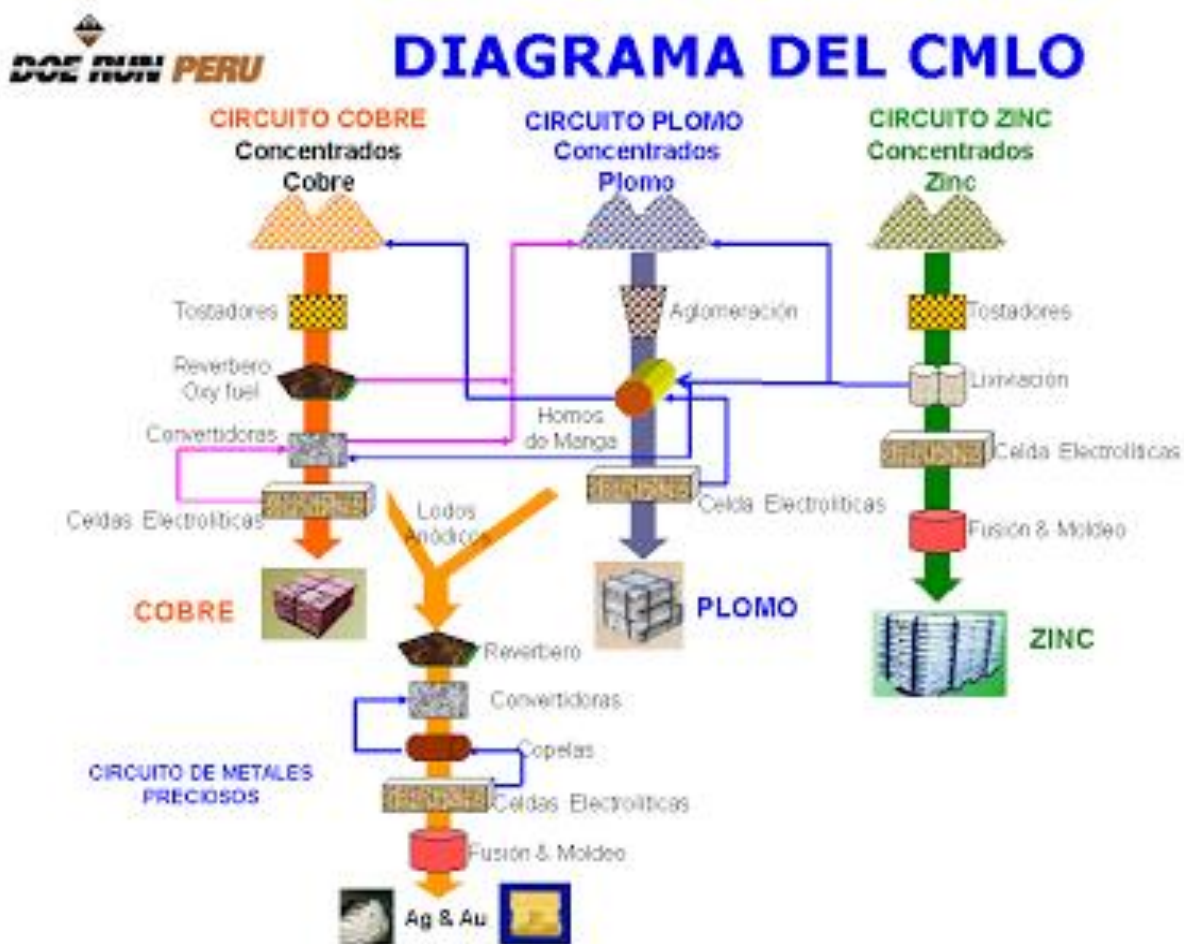 DOE RUN PERU
DIAGRAMA DEL CMLO
CIRCUITO COBRE
Concentrados
Cobre
CIRCUITO PLOMO
Concentrados
Plomo
CIRCUITO ZINC
Concentrados
Zinc
Tostadores
Aglomeración
Tostadores
Reverbero
Oxy fuel
Lixiviación
Convertidoras
Hornos
de Manga
Celda Electrolíticas
Celdas Electrolíticas
Lodos
Anódicos
Celda Electrolíticas
Fusión & Moldeo
COBRE
PLOMO
ZINC
Reverbero
Convertidoras
Copelas
CIRCUITO DE METALES
PRECIOSOS
Celdas Electrolíticas
Fusión & Moldeo
Ag & Au